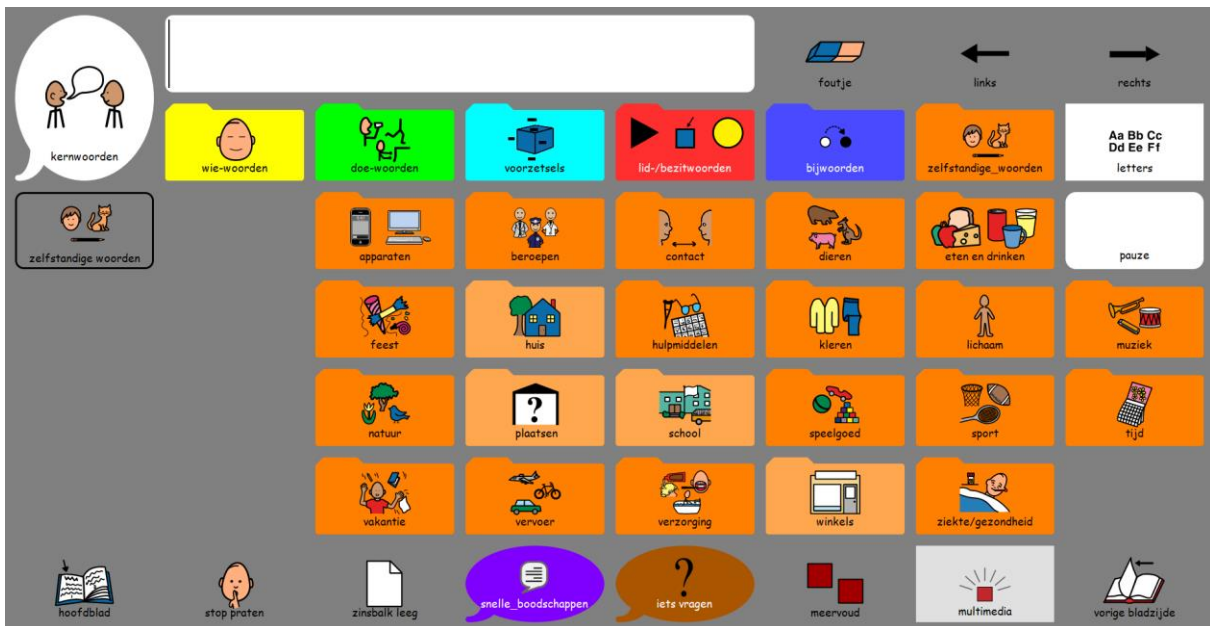 foutje
links
rechts
kernwoorden
wie-woorden
doe-woorden
voorzetsels
lid-/bezitwoorden
bijwoorden
zelfstandige_woorden
Aa Bb Cc
Dd Ee Ff
letters
zelfstandige woorden
apparaten
beroepen
contact
dieren
eten en drinken
pauze
feest
huis
hulpmiddelen
kleren
lichaam
muziek
natuur
?
plaatsen
school
speelgoed
sport
tijd
vakantie
vervoer
verzorging
winkels
ziekte/gezondheid
hoofdblad
stop praten
zinsbalk leeg
snelle_boodschappen
?
iets vragen
meervoud
multimedia
vorige bladzijde